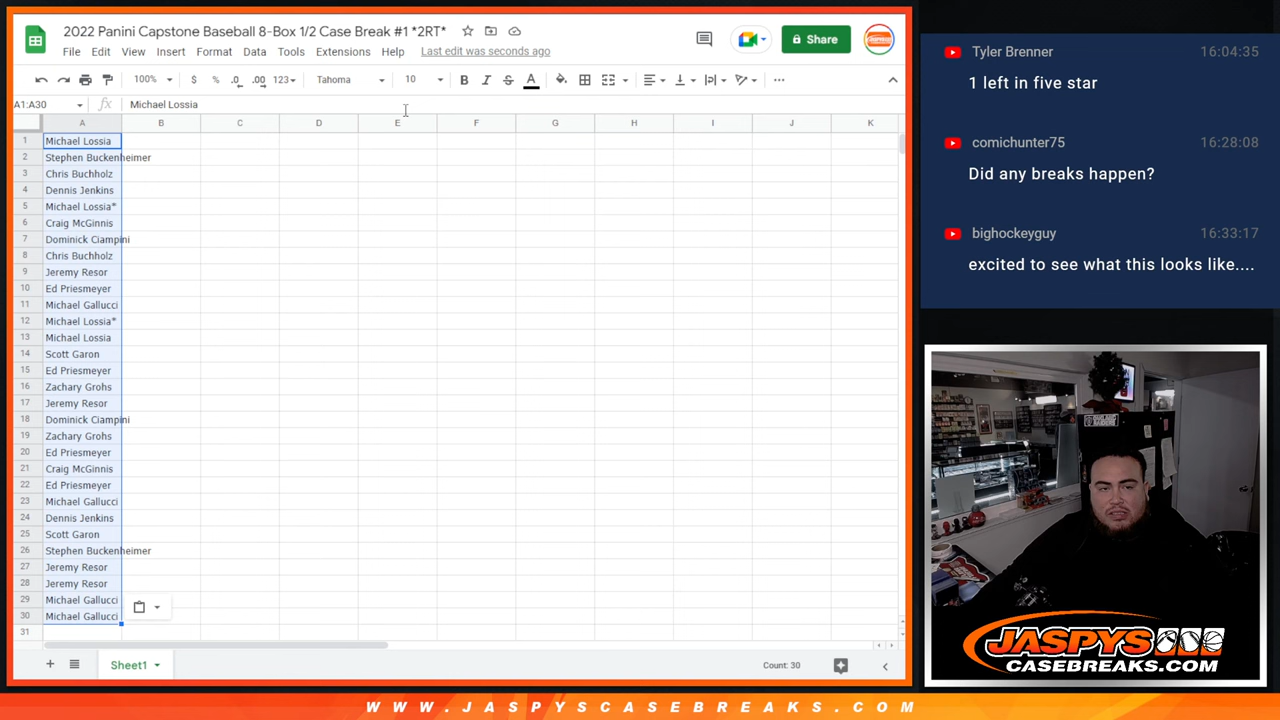 2022 Panini Capstone Baseball 8-Box 1/2 Case Break #1 *2RT*
File Edit View Insert Format Data Tools Extensions Help Last edit was seconds ago
Share
100% $ % .0 .00 123 Tahoma 10 B I S A
A1:A30 fx Michael Lossia
A B C D E F G H I J K
1 Michael Lossia
2 Stephen Buckenheimer
3 Chris Buchholz
4 Dennis Jenkins
5 Michael Lossia*
6 Craig McGinnis
7 Dominick Ciampini
8 Chris Buchholz
9 Jeremy Resor
10 Ed Priesmeyer
11 Michael Gallucci
12 Michael Lossia*
13 Michael Lossia
14 Scott Garon
15 Ed Priesmeyer
16 Zachary Grohs
17 Jeremy Resor
18 Dominick Ciampini
19 Zachary Grohs
20 Ed Priesmeyer
21 Craig McGinnis
22 Ed Priesmeyer
23 Michael Gallucci
24 Dennis Jenkins
25 Scott Garon
26 Stephen Buckenheimer
27 Jeremy Resor
28 Jeremy Resor
29 Michael Gallucci
30 Michael Gallucci
31
Sheet1
Count: 30
Tyler Brenner 16:04:35
1 left in five star
comichunter75 16:28:08
Did any breaks happen?
bighockeyguy 16:33:17
excited to see what this looks like....
JASPYS
CASEBREAKS.COM
WWW.JASPYSCASEBREAKS.COM